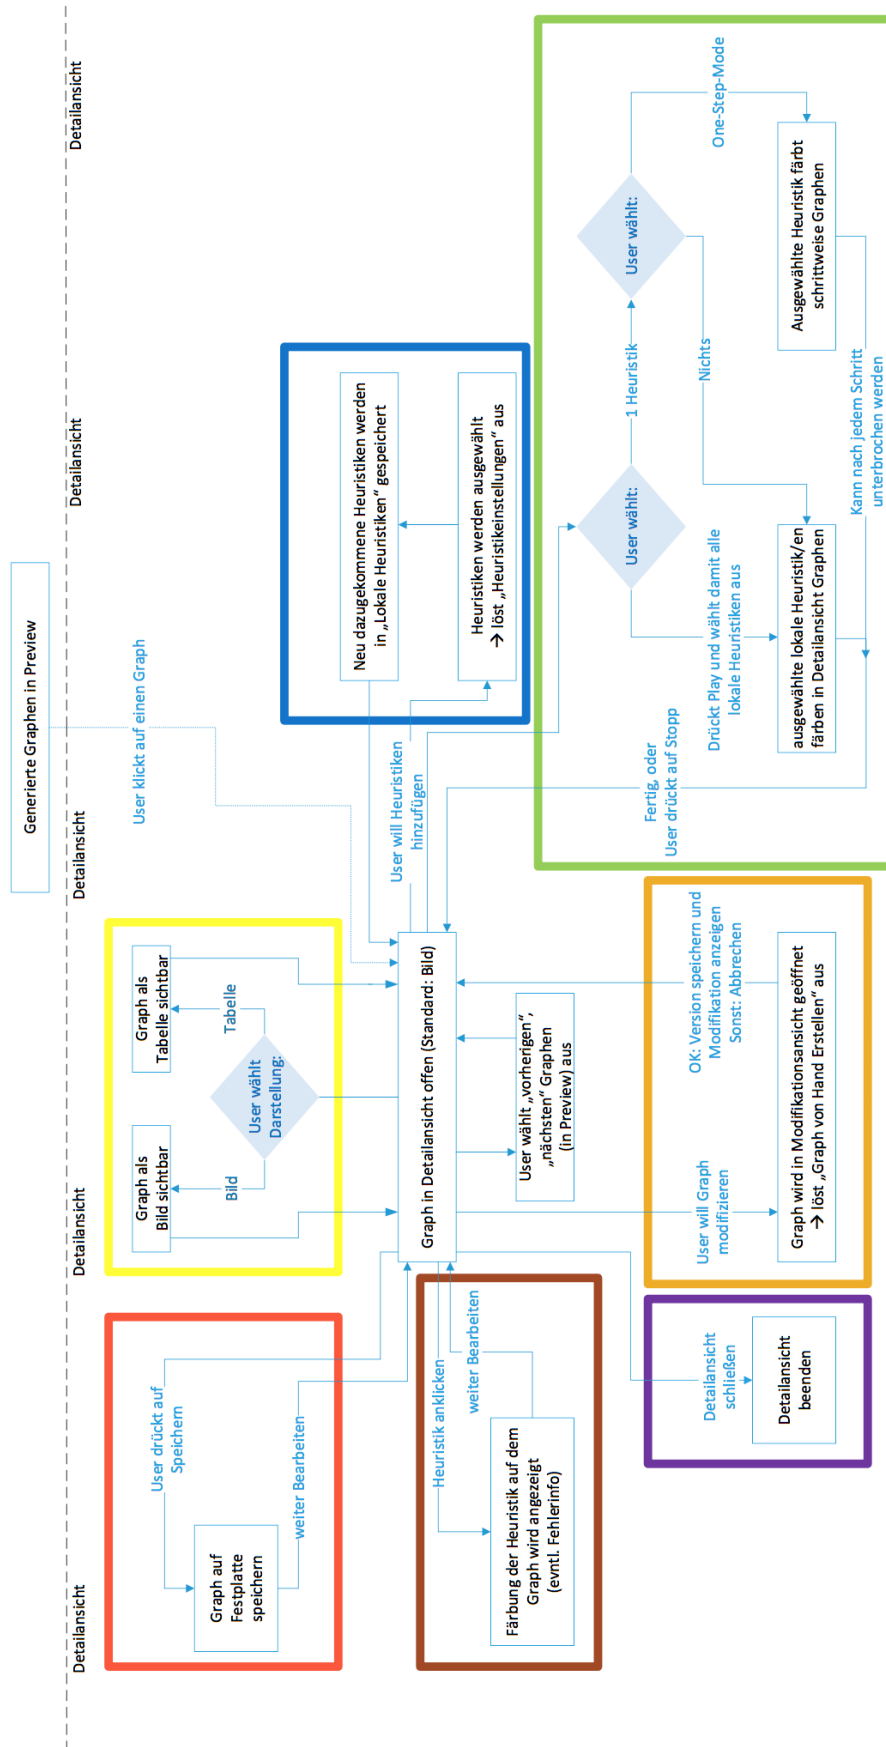 Generierte Graphen in Preview
Detailansicht
Detailansicht
Detailansicht
Detailansicht
Detailansicht
User klickt auf einen Graph
User drückt auf
Speichern
Graph auf
Festplatte
speichern
weiter Bearbeiten
Graph als
Bild sichtbar
Graph als
Tabelle sichtbar
Bild
Tabelle
User wählt
Darstellung:
Neu dazugekommene Heuristiken werden
in „Lokale Heuristiken“ gespeichert
Heuristiken werden ausgewählt
→ löst „Heuristikeinstellungen“ aus
User will Heuristiken
hinzufügen
Graph in Detailansicht offen (Standard: Bild)
User wählt „vorherigen“,
„nächsten“ Graphen
(in Preview) aus
Heuristik anklicken
weiter Bearbeiten
Färbung der Heuristik auf dem
Graph wird angezeigt
(evntl. Fehlerinfo)
Detailansicht
schließen
Detailansicht
beenden
User will Graph
modifizieren
OK: Version speichern und
Modifikation anzeigen
Sonst: Abbrechen
Graph wird in Modifikationsansicht geöffnet
→ löst „Graph von Hand Erstellen“ aus
Fertig, oder
User drückt auf Stopp
User wählt:
1 Heuristik
User wählt:
One-Step-Mode
Nichts
Drückt Play und wählt damit alle
lokale Heuristiken aus
ausgewählte lokale Heuristik/en
färben in Detailansicht Graphen
Ausgewählte Heuristik färbt
schrittweise Graphen
Kann nach jedem Schritt
unterbrochen werden